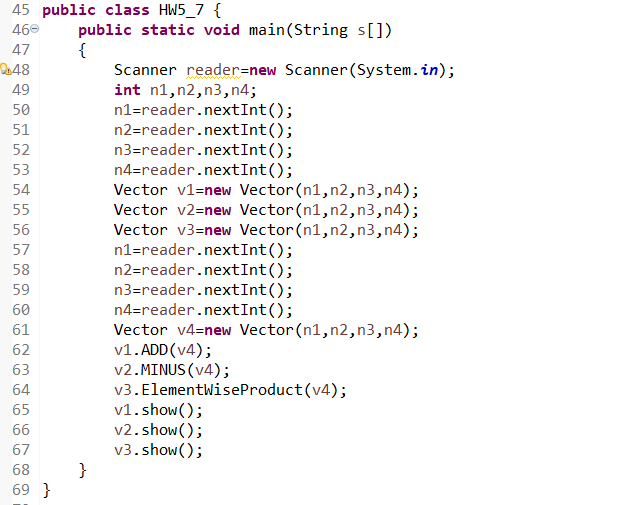 45 public class HW5_7 {
46 public static void main(String s[])
47 {
48 Scanner reader=new Scanner(System.in);
49 int n1,n2,n3,n4;
50 n1=reader.nextInt();
51 n2=reader.nextInt();
52 n3=reader.nextInt();
53 n4=reader.nextInt();
54 Vector v1=new Vector(n1,n2,n3,n4);
55 Vector v2=new Vector(n1,n2,n3,n4);
56 Vector v3=new Vector(n1,n2,n3,n4);
57 n1=reader.nextInt();
58 n2=reader.nextInt();
59 n3=reader.nextInt();
60 n4=reader.nextInt();
61 Vector v4=new Vector(n1,n2,n3,n4);
62 v1.ADD(v4);
63 v2.MINUS(v4);
64 v3.ElementWiseProduct(v4);
65 v1.show();
66 v2.show();
67 v3.show();
68 }
69 }